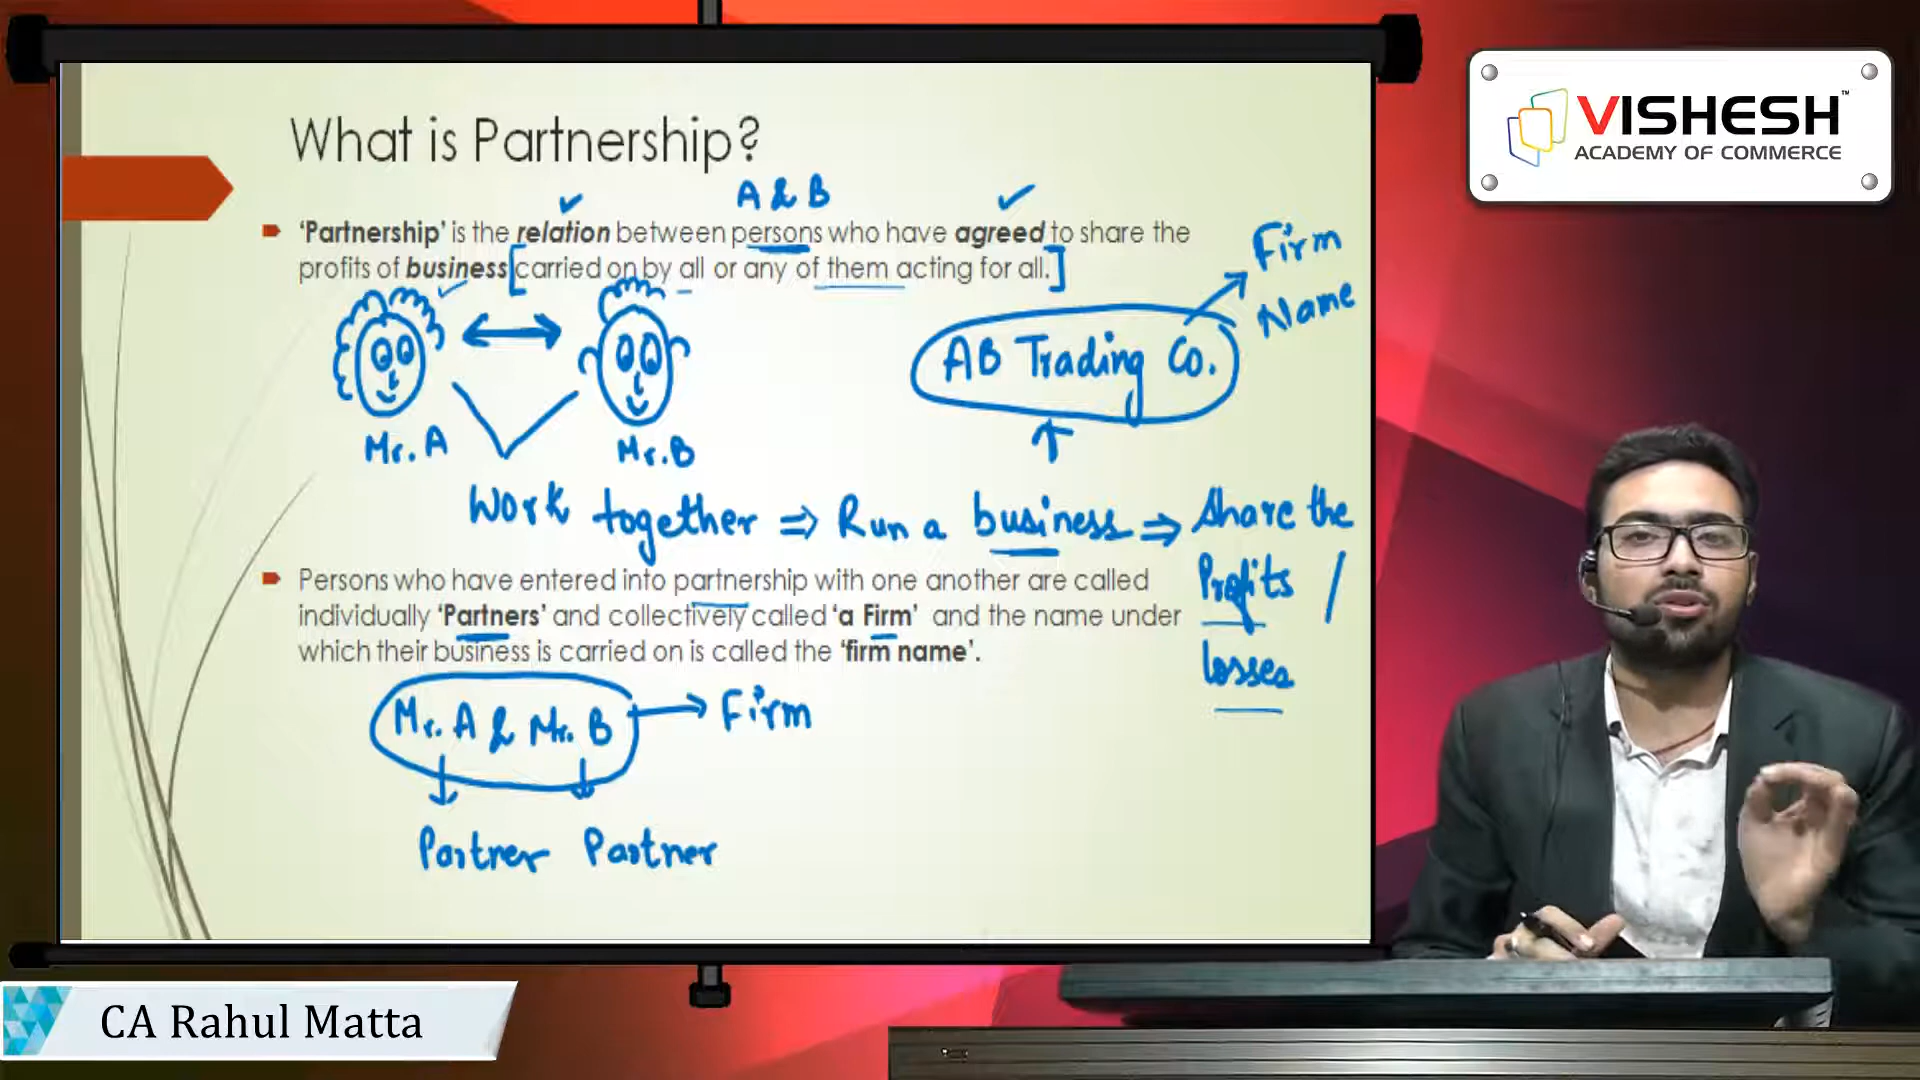 VISHESH™
ACADEMY OF COMMERCE
What is Partnership?
A & B
‘Partnership’ is the relation between persons who have agreed to share the
profits of business [carried on by all or any of them acting for all.]
Firm
Name
AB Trading Co.
Mr. A
Mr. B
Work together ⇒ Run a business ⇒ Share the
Profits /
losses
Persons who have entered into partnership with one another are called
individually ‘Partners’ and collectively called ‘a Firm’ and the name under
which their business is carried on is called the ‘firm name’.
Mr. A & Mr. B → Firm
Partner Partner
CA Rahul Matta